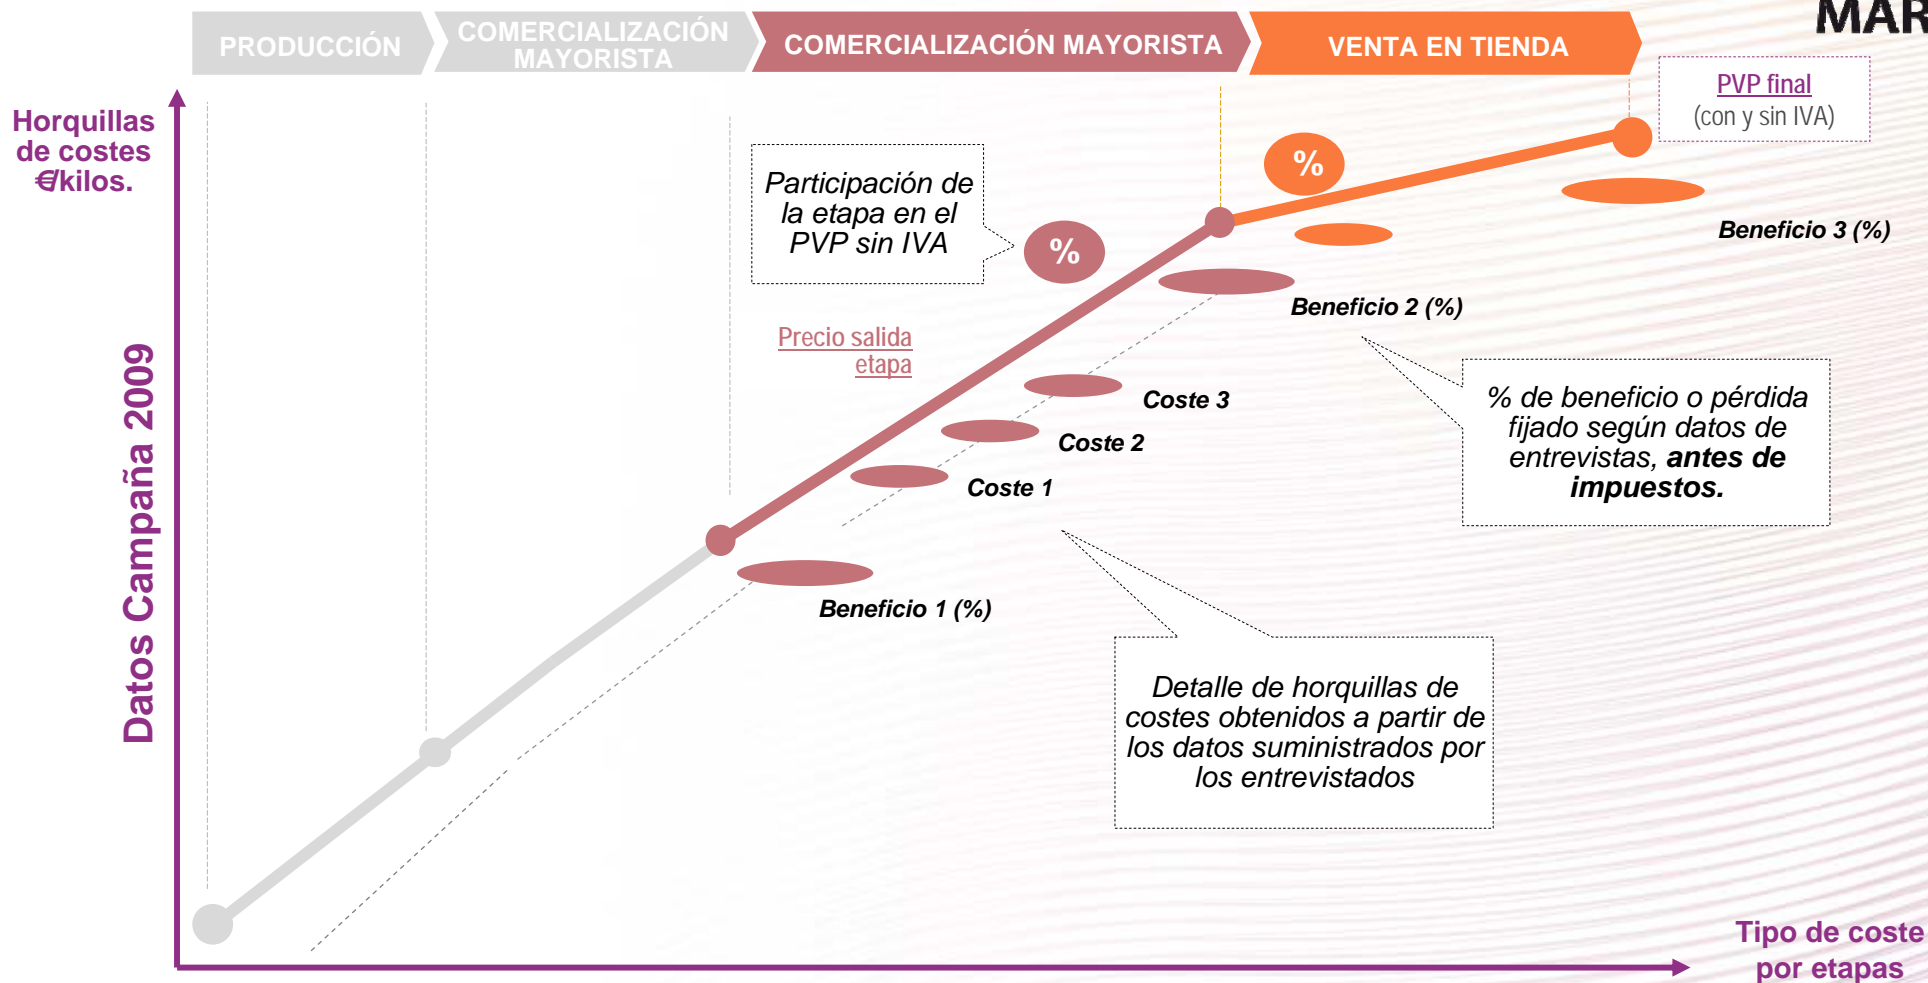 MAR
PRODUCCIÓN
COMERCIALIZACIÓN
MAYORISTA
COMERCIALIZACIÓN MAYORISTA
VENTA EN TIENDA
PVP final
(con y sin IVA)
Horquillas
de costes
€/kilos.
Datos Campaña 2009
Participación de
la etapa en el
PVP sin IVA
%
%
Beneficio 3 (%)
Beneficio 2 (%)
Precio salida
etapa
Coste 3
Coste 2
Coste 1
% de beneficio o pérdida
fijado según datos de
entrevistas, antes de
impuestos.
Beneficio 1 (%)
Detalle de horquillas de
costes obtenidos a partir de
los datos suministrados por
los entrevistados
Tipo de coste
por etapas